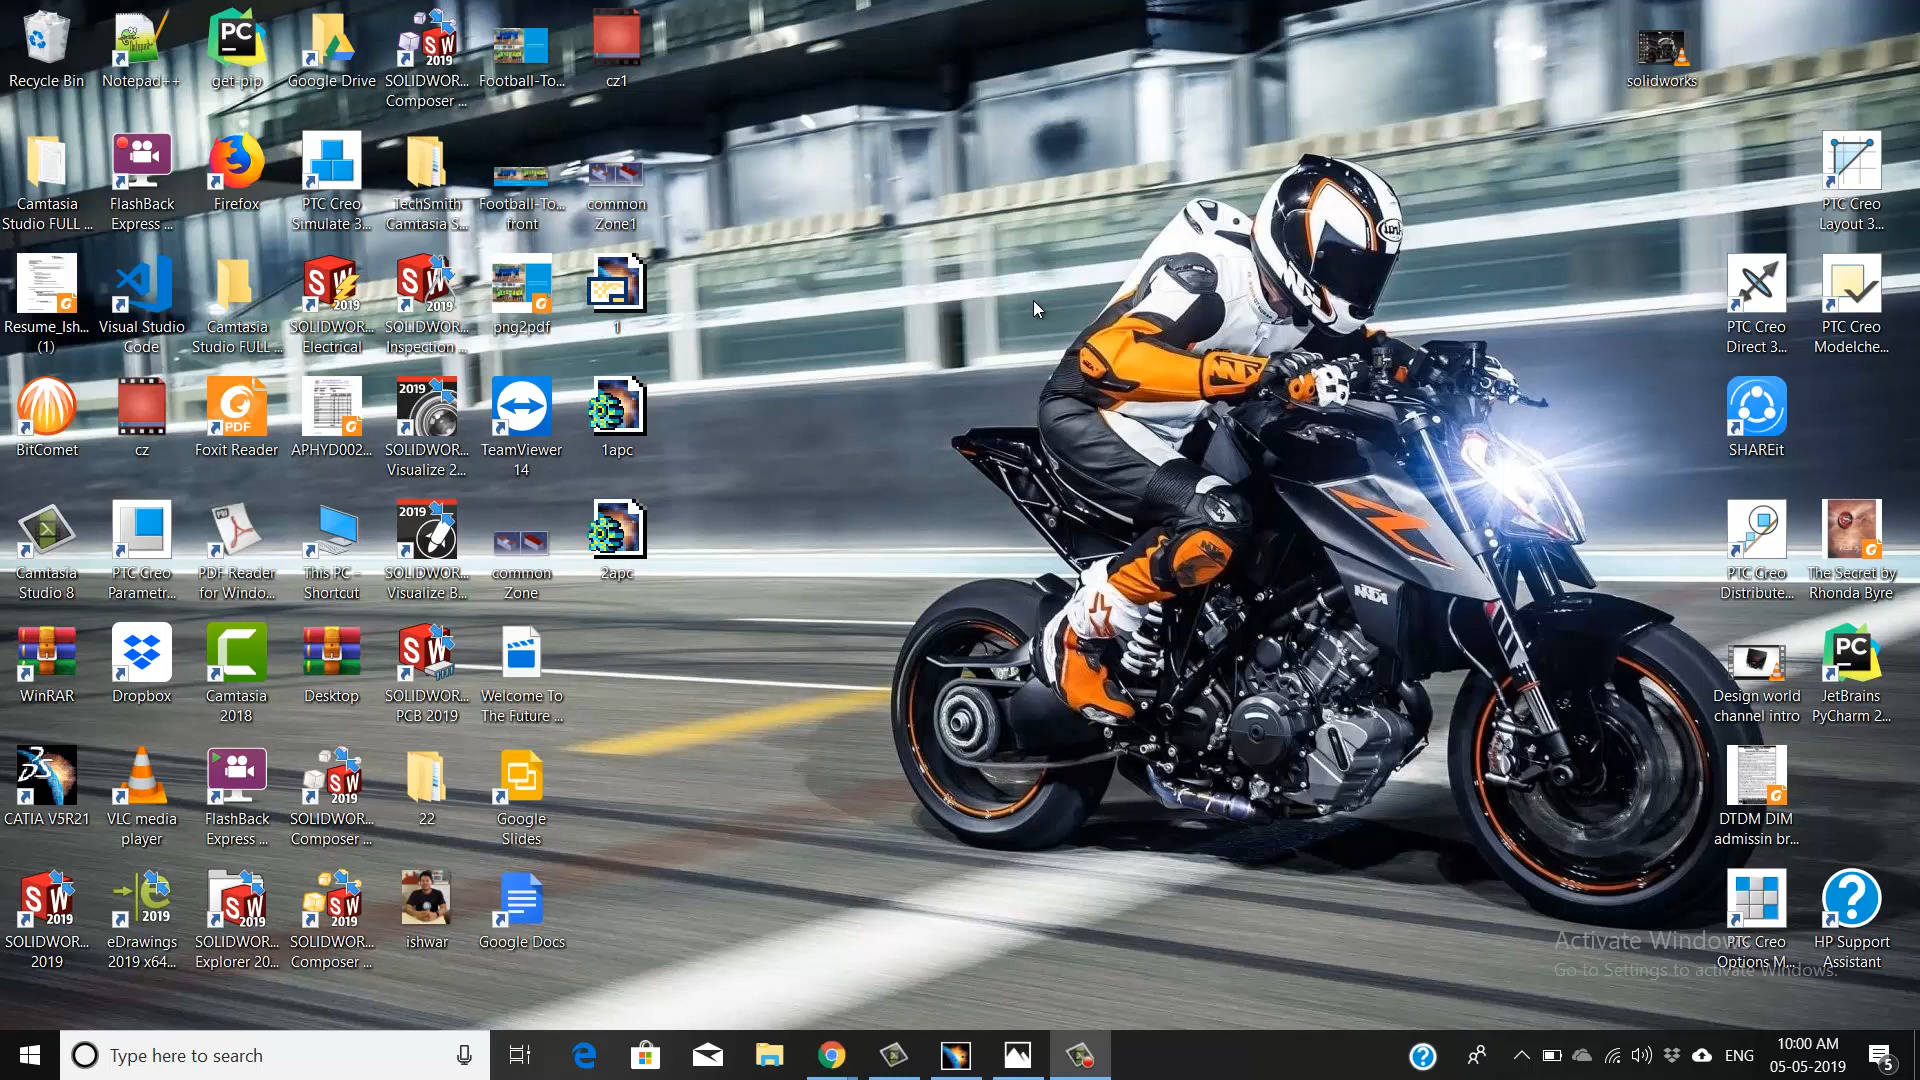 Recycle Bin
Notepad++
get-pip
Google Drive
SOLIDWOR...
Composer ...
Football-To...
cz1
solidworks
Camtasia
Studio FULL ...
FlashBack
Express ...
Firefox
PTC Creo
Simulate 3...
TechSmith
Camtasia S...
Football-To...
front
common
Zone1
PTC Creo
Layout 3...
Resume_Ish...
(1)
Visual Studio
Code
Camtasia
Studio FULL ...
SOLIDWOR...
Electrical
SOLIDWOR...
Inspection ...
png2pdf
1
PTC Creo
Direct 3...
PTC Creo
Modelche...
BitComet
cz
Foxit Reader
APHYD002...
SOLIDWOR...
Visualize 2...
TeamViewer
14
1apc
SHAREit
Camtasia
Studio 8
PTC Creo
Parametr...
PDF Reader
for Windo...
This PC -
Shortcut
SOLIDWOR...
Visualize B...
common
Zone
2apc
PTC Creo
Distribute...
The Secret by
Rhonda Byre
WinRAR
Dropbox
Camtasia
2018
Desktop
SOLIDWOR...
PCB 2019
Welcome To
The Future ...
Design world
channel intro
JetBrains
PyCharm 2...
CATIA V5R21
VLC media
player
FlashBack
Express ...
SOLIDWOR...
Composer ...
22
Google
Slides
DTDM DIM
admissin br...
SOLIDWOR...
2019
eDrawings
2019 x64...
SOLIDWOR...
Explorer 20...
SOLIDWOR...
Composer ...
ishwar
Google Docs
PTC Creo
Options M...
HP Support
Assistant
Activate Windows
Go to Settings to activate Windows.
Type here to search
ENG
10:00 AM
05-05-2019
5